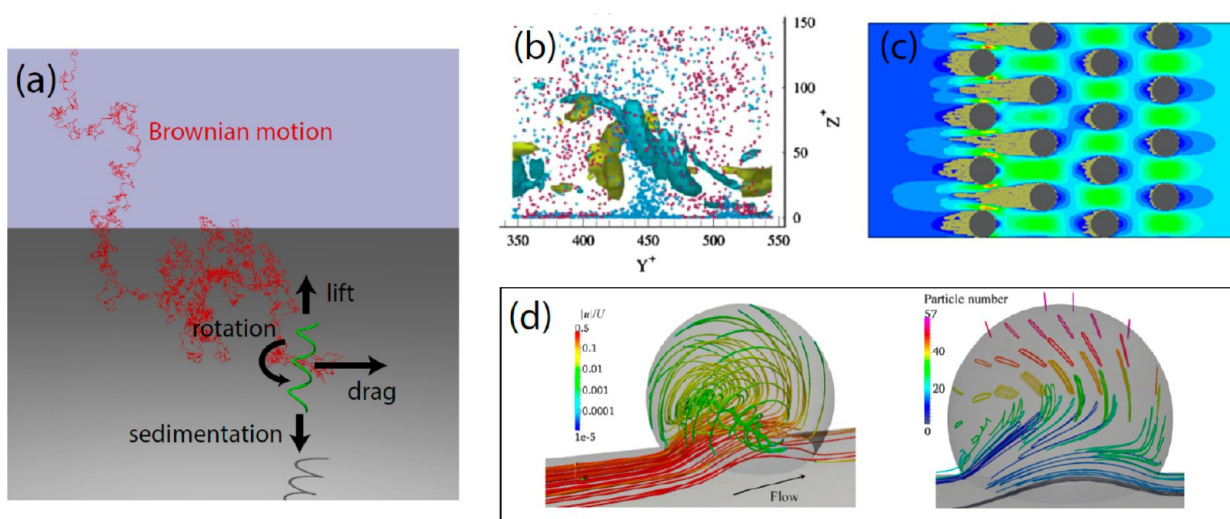 (a)
Brownian motion
lift
rotation
drag
sedimentation
(b)
150
100
50
0
Z+
350
400
450
500
550
Y+
(c)
(d)
|u|/U
0.5
0.1
0.01
0.001
0.0001
1e-5
Flow
Particle number
57
40
20
0